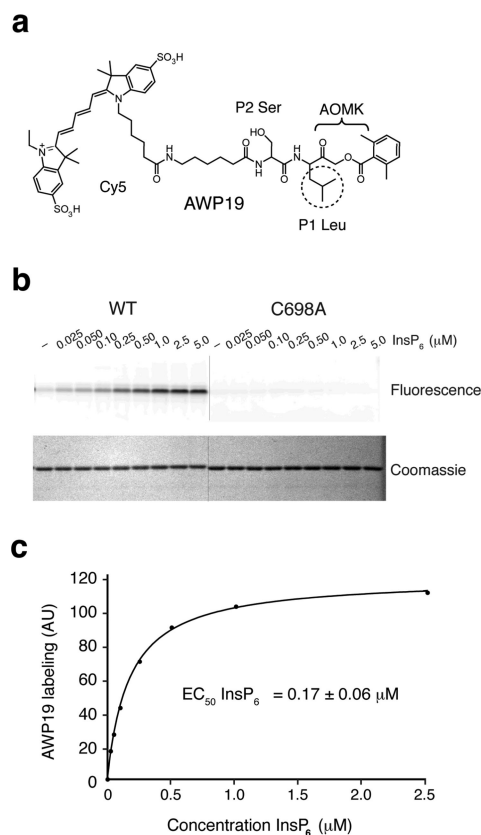 a
SO₃H
N
N⁺
SO₃H
Cy5
O
H
N
AWP19
O
N
H
P2 Ser
HO
O
H
N
AOMK
O
O
O
P1 Leu
b
WT
C698A
– 0.025 0.050 0.10 0.25 0.50 1.0 2.5 5.0 – 0.025 0.050 0.10 0.25 0.50 1.0 2.5 5.0 InsP₆ (μM)
Fluorescence
Coomassie
c
AWP19 labeling (AU)
120
100
80
60
40
20
0
EC₅₀ InsP₆ = 0.17 ± 0.06 μM
0 0.5 1.0 1.5 2.0 2.5
Concentration InsP₆ (μM)